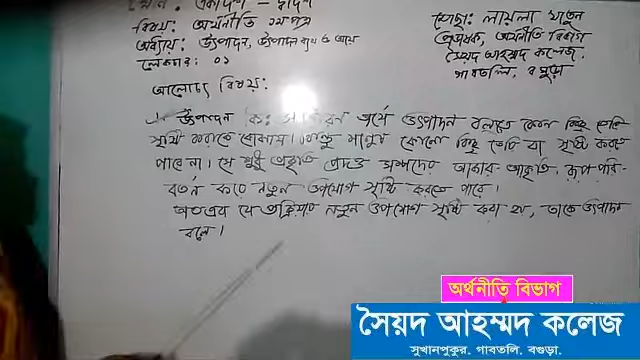 শ্রেণি: একাদশ - দ্বাদশ
বিষয়: অর্থনীতি ১ম পত্র
অধ্যায়: উৎপাদন, উৎপাদন ব্যয় ও আয়
লেকচার: ০১
মোছা: লায়লা খাতুন
প্রভাষক, অর্থনীতি বিভাগ
সৈয়দ আহম্মদ কলেজ
গাবতলি, বগুড়া
আলোচ্য বিষয়:
উৎপাদন কি: সাধারন অর্থে উৎপাদন বলতে কোন কিছু তৈরি
সৃষ্টি করাকে বোঝায়। কিন্তু মানুষ কোনো কিছু তৈরি বা সৃষ্টি করতে
পারে না। সে শুধু প্রকৃতি প্রদত্ত সম্পদের আকার-আকৃতি, রূপ পরি-
বর্তন করে নতুন উপযোগ সৃষ্টি করতে পারে।
অতএব যে প্রক্রিয়ায় নতুন উপযোগ সৃষ্টি করা হয়, তাকে উৎপাদন
বলে।
অর্থনীতি বিভাগ
সৈয়দ আহম্মদ কলেজ
সুখানপুকুর, গাবতলি, বগুড়া.